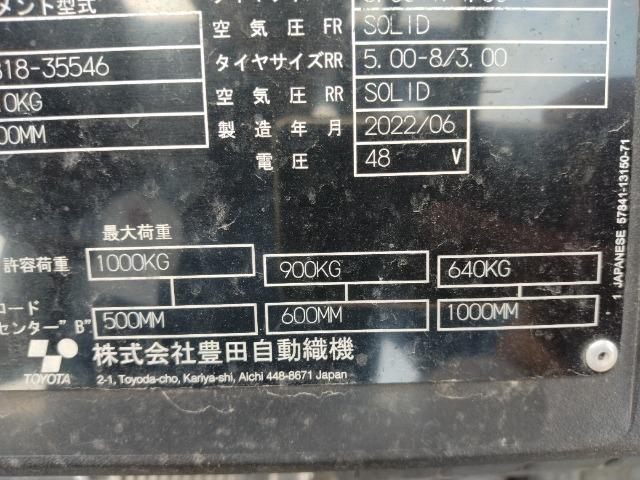 メント型式
空気圧 FR SOLID
タイヤサイズRR 5.00-8/3.00
818-35546
空気圧 RR SOLID
0KG
製造年月 2022/06
00MM
電圧 48 V
最大荷重
許容荷重 1000KG 900KG 640KG
ロード
センター"B" 500MM 600MM 1000MM
株式会社豊田自動織機
TOYOTA
2-1, Toyoda-cho, Kariya-shi, Aichi 448-8671 Japan
1 JAPANESE 57841-13150-71